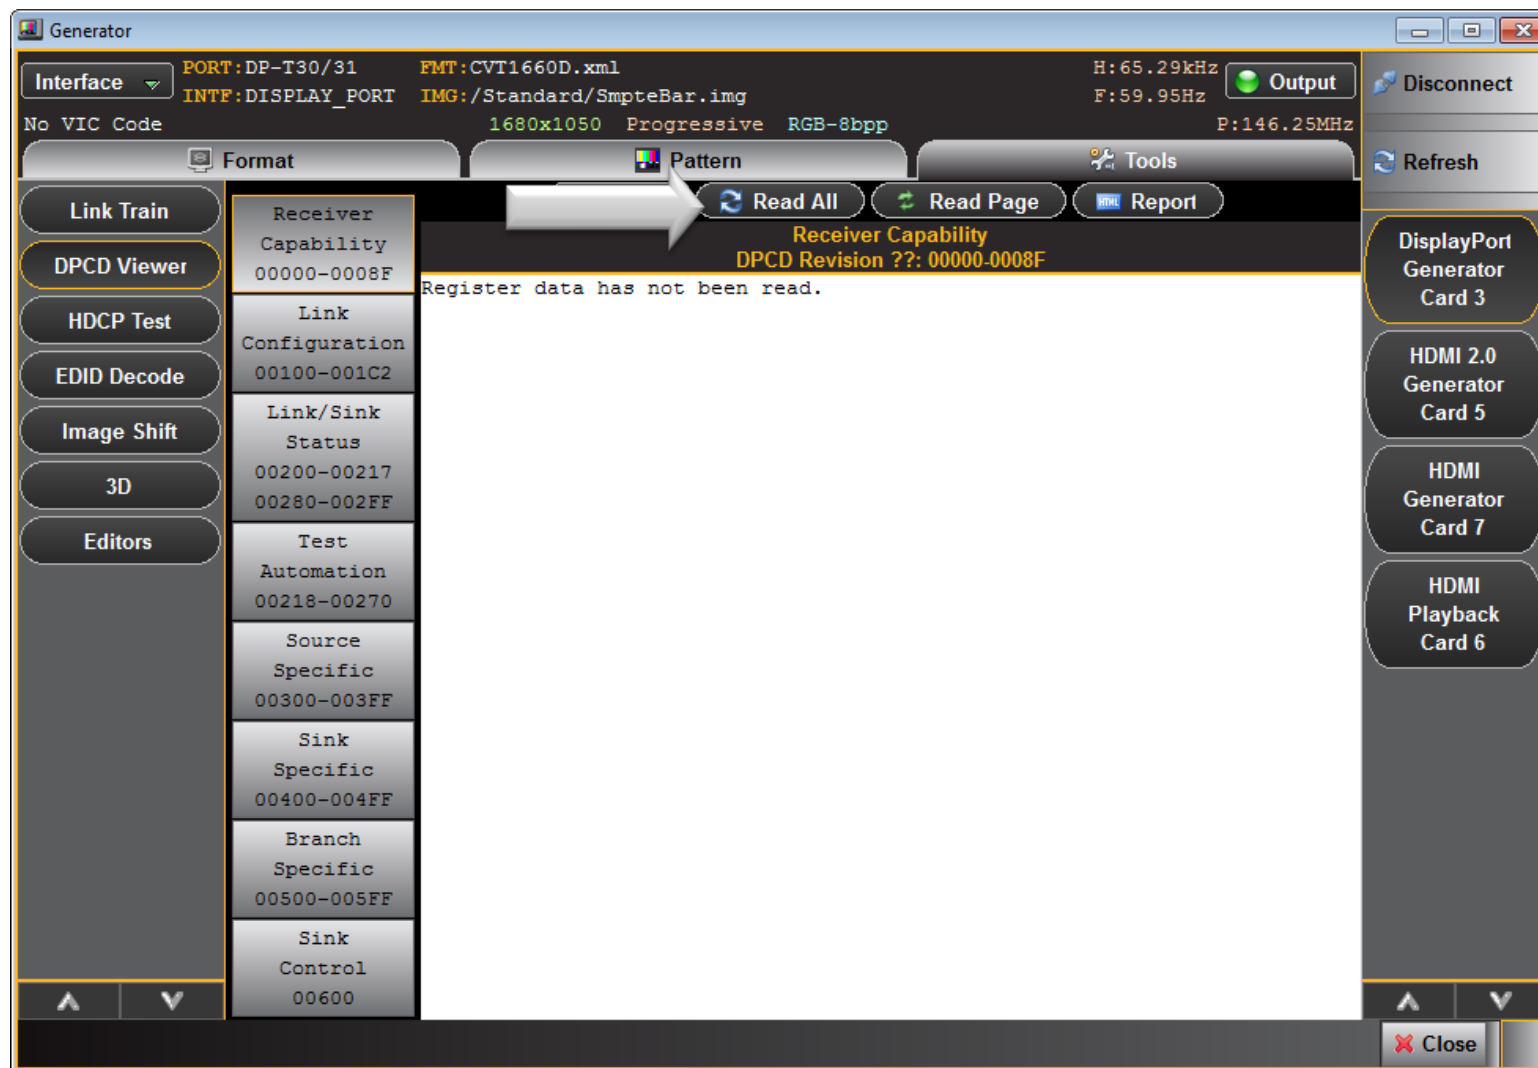 Generator
Interface
PORT:DP-T30/31
FMT:CVT1660D.xml
H:65.29kHz
Output
INTF:DISPLAY_PORT
IMG:/Standard/SmpteBar.img
F:59.95Hz
No VIC Code
1680x1050 Progressive RGB-8bpp
P:146.25MHz
Disconnect
Refresh
Format
Pattern
Tools
Link Train
DPCD Viewer
HDCP Test
EDID Decode
Image Shift
3D
Editors
Receiver
Capability
00000-0008F
Link
Configuration
00100-001C2
Link/Sink
Status
00200-00217
00280-002FF
Test
Automation
00218-00270
Source
Specific
00300-003FF
Sink
Specific
00400-004FF
Branch
Specific
00500-005FF
Sink
Control
00600
Read All
Read Page
HTML Report
Receiver Capability
DPCD Revision ??: 00000-0008F
Register data has not been read.
DisplayPort
Generator
Card 3
HDMI 2.0
Generator
Card 5
HDMI
Generator
Card 7
HDMI
Playback
Card 6
Close